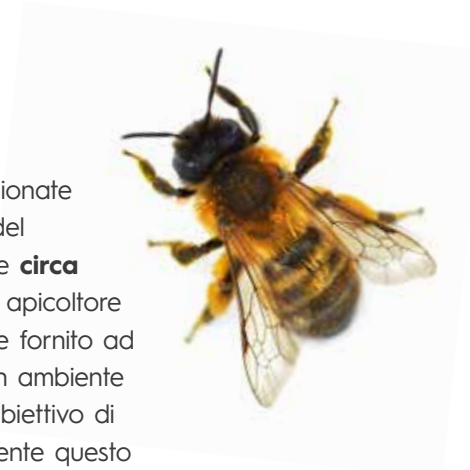 ionate
del
e circa
apicoltore
e fornito ad
n ambiente
biettivo di
ente questo